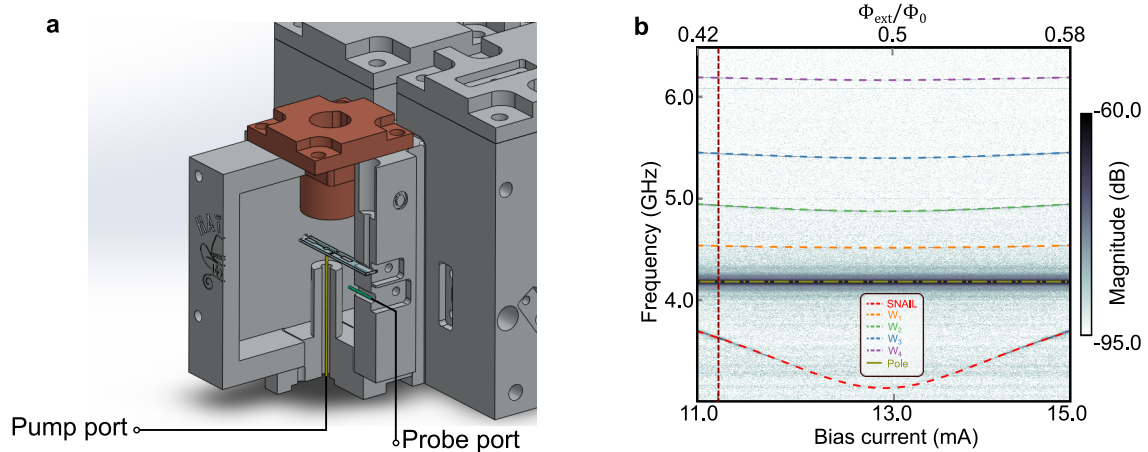 a
HAT
Pump port
Probe port
b
Φext/Φ0
0.42 0.5 0.58
Frequency (GHz)
6.0
5.0
4.0
SNAIL
W1
W2
W3
W4
Pole
11.0 13.0 15.0
Bias current (mA)
-60.0
Magnitude (dB)
-95.0